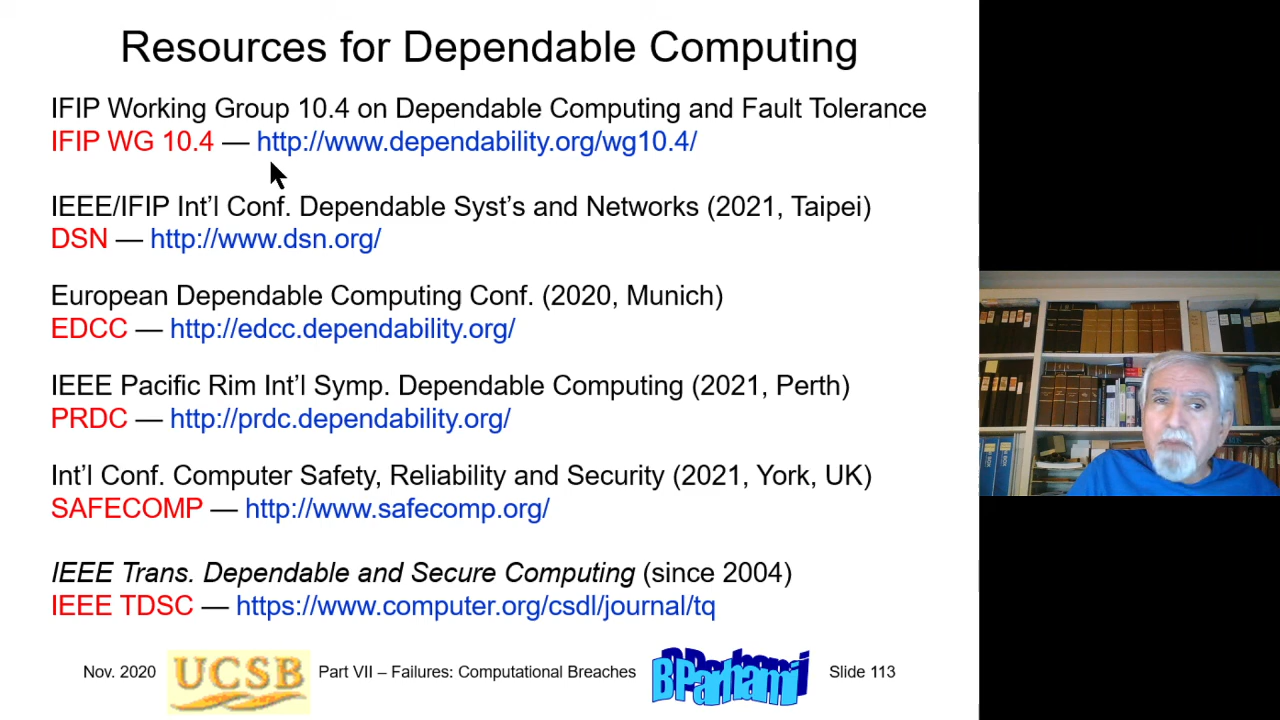 Resources for Dependable Computing
IFIP Working Group 10.4 on Dependable Computing and Fault Tolerance
IFIP WG 10.4 — http://www.dependability.org/wg10.4/
IEEE/IFIP Int'l Conf. Dependable Syst's and Networks (2021, Taipei)
DSN — http://www.dsn.org/
European Dependable Computing Conf. (2020, Munich)
EDCC — http://edcc.dependability.org/
IEEE Pacific Rim Int'l Symp. Dependable Computing (2021, Perth)
PRDC — http://prdc.dependability.org/
Int'l Conf. Computer Safety, Reliability and Security (2021, York, UK)
SAFECOMP — http://www.safecomp.org/
IEEE Trans. Dependable and Secure Computing (since 2004)
IEEE TDSC — https://www.computer.org/csdl/journal/tq
Nov. 2020 UCSB Part VII – Failures: Computational Breaches B Parhami Slide 113